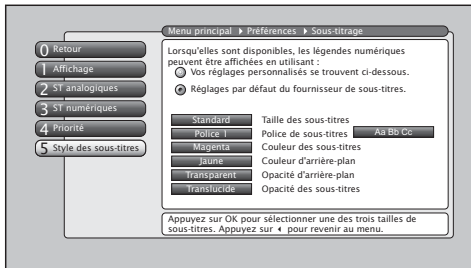 Menu principal ▸ Préférences ▸ Sous-titrage
0 Retour
1 Affichage
2 ST analogiques
3 ST numériques
4 Priorité
5 Style des sous-titres
Lorsqu'elles sont disponibles, les légendes numériques
peuvent être affichées en utilisant :
Vos réglages personnalisés se trouvent ci-dessous.
Réglages par défaut du fournisseur de sous-titres.
Standard Taille des sous-titres
Police 1 Police de sous-titres Aa Bb Cc
Magenta Couleur des sous-titres
Jaune Couleur d'arrière-plan
Transparent Opacité d'arrière-plan
Translucide Opacité des sous-titres
Appuyez sur OK pour sélectionner une des trois tailles de
sous-titres. Appuyez sur ◂ pour revenir au menu.